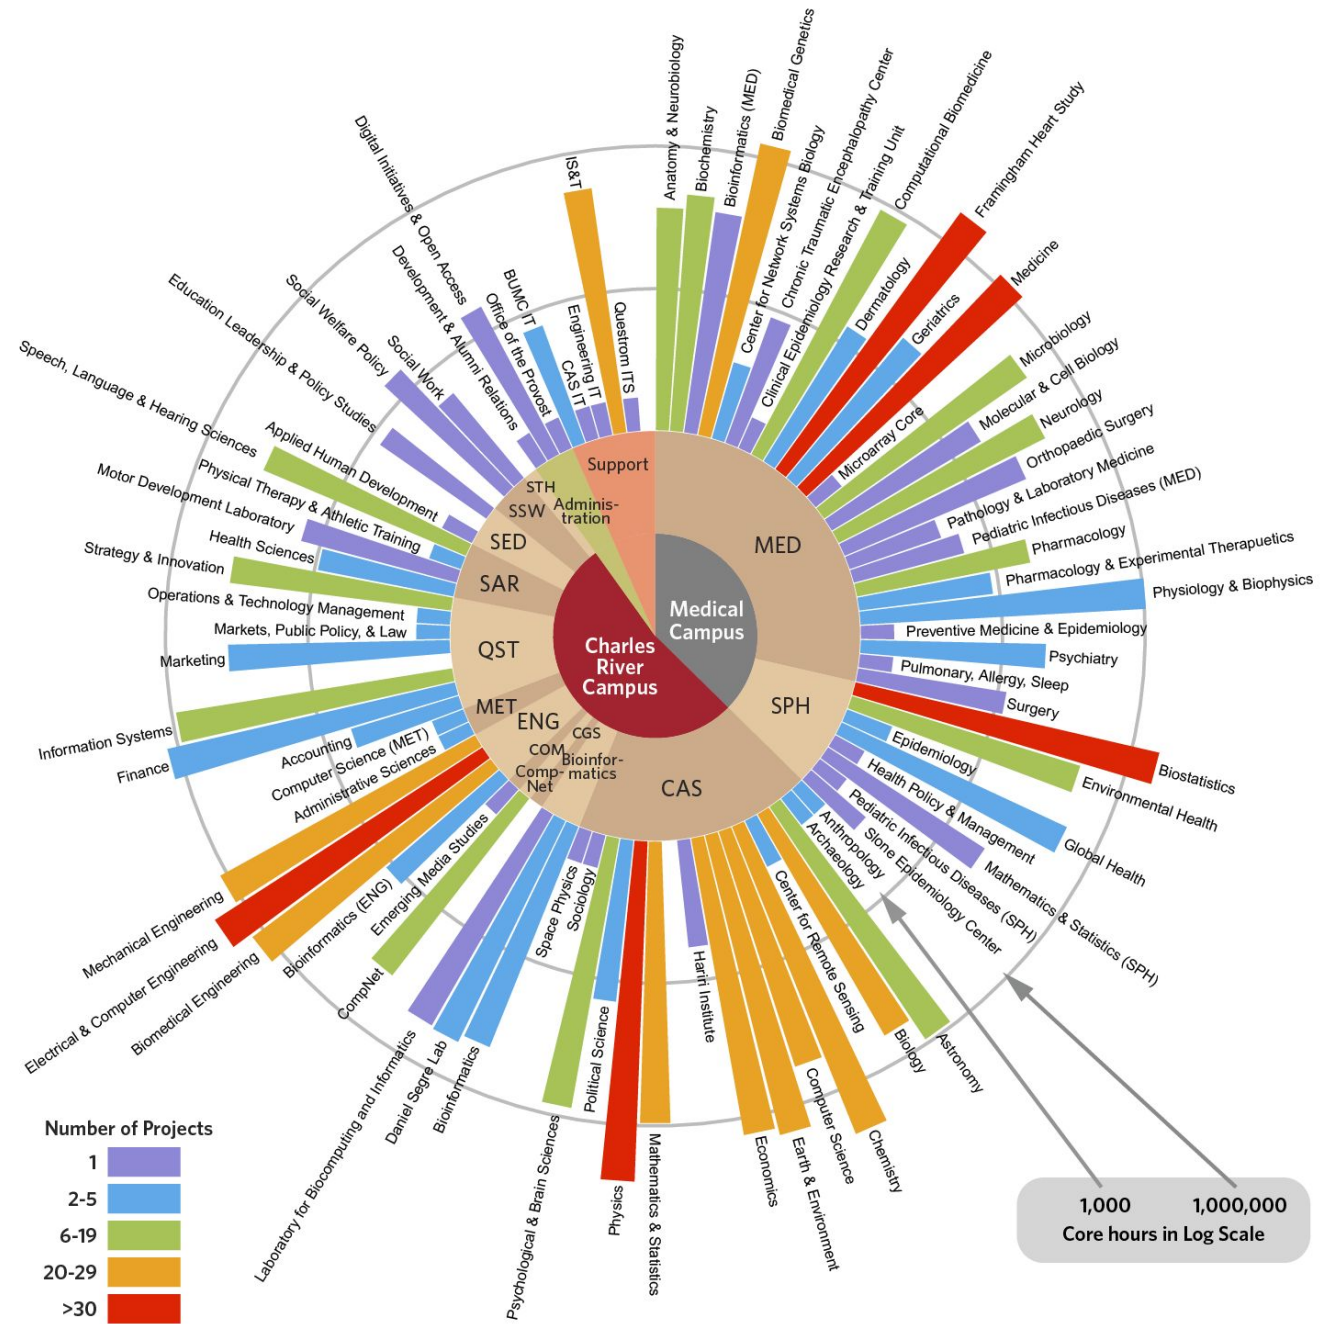 Anatomy & Neurobiology
Biochemistry
Bioinformatics (MED)
Biomedical Genetics
Center for Network Systems Biology
Chronic Traumatic Encephalopathy Center
Clinical Epidemiology Research & Training Unit
Computational Biomedicine
Dermatology
Framingham Heart Study
Geriatrics
Medicine
Microarray Core
Microbiology
Molecular & Cell Biology
Neurology
Orthopaedic Surgery
Pathology & Laboratory Medicine
Pediatric Infectious Diseases (MED)
Pharmacology
Pharmacology & Experimental Therapuetics
Physiology & Biophysics
Preventive Medicine & Epidemiology
Psychiatry
Pulmonary, Allergy, Sleep
Surgery
Biostatistics
Environmental Health
Epidemiology
Global Health
Health Policy & Management
Mathematics & Statistics (SPH)
Pediatric Infectious Diseases (SPH)
Slone Epidemiology Center
Anthropology
Archaeology
Astronomy
Biology
Center for Remote Sensing
Chemistry
Computer Science
Earth & Environment
Economics
Hariri Institute
Mathematics & Statistics
Physics
Political Science
Psychological & Brain Sciences
Sociology
Space Physics
Bioinformatics
Daniel Segre Lab
Laboratory for Biocomputing and Informatics
CompNet
Emerging Media Studies
Bioinformatics (ENG)
Biomedical Engineering
Electrical & Computer Engineering
Mechanical Engineering
Administrative Sciences
Computer Science (MET)
Accounting
Finance
Information Systems
Marketing
Markets, Public Policy, & Law
Operations & Technology Management
Strategy & Innovation
Health Sciences
Motor Development Laboratory
Physical Therapy & Athletic Training
Speech, Language & Hearing Sciences
Applied Human Development
Education Leadership & Policy Studies
Social Welfare Policy
Social Work
Development & Alumni Relations
Digital Initiatives & Open Access
Office of the Provost
BUMC IT
CAS IT
Engineering IT
IS&T
Questrom ITS
Support
Adminis-
tration
STH
SSW
SED
SAR
QST
MET
ENG
COM
CGS
Comp-
Net
Bioinfor-
matics
CAS
SPH
MED
Medical
Campus
Charles
River
Campus
Number of Projects
1
2-5
6-19
20-29
>30
1,000
1,000,000
Core hours in Log Scale